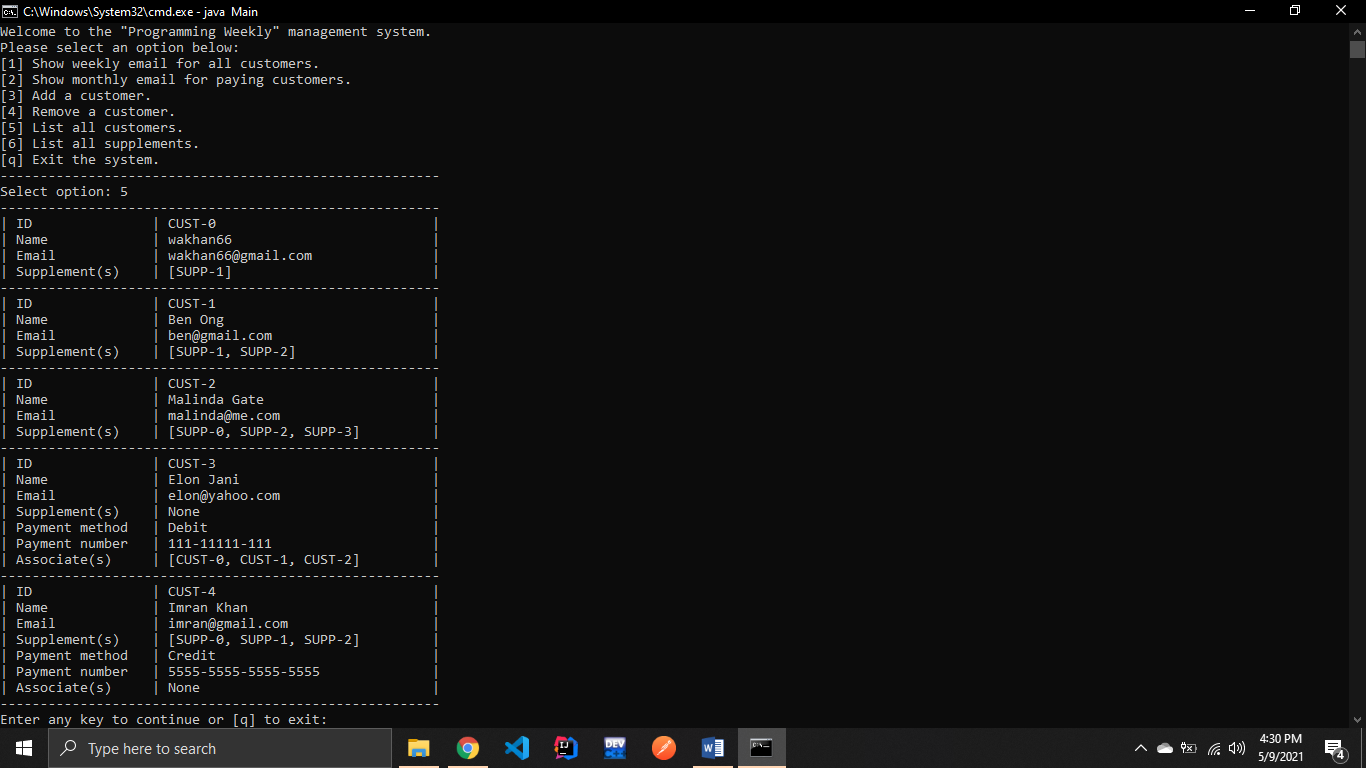 C:\Windows\System32\cmd.exe - java Main
Welcome to the "Programming Weekly" management system.
Please select an option below:
[1] Show weekly email for all customers.
[2] Show monthly email for paying customers.
[3] Add a customer.
[4] Remove a customer.
[5] List all customers.
[6] List all supplements.
[q] Exit the system.
-------------------------------------------------------
Select option: 5
-------------------------------------------------------
| ID | CUST-0 |
| Name | wakhan66 |
| Email | wakhan66@gmail.com |
| Supplement(s) | [SUPP-1] |
-------------------------------------------------------
| ID | CUST-1 |
| Name | Ben Ong |
| Email | ben@gmail.com |
| Supplement(s) | [SUPP-1, SUPP-2] |
-------------------------------------------------------
| ID | CUST-2 |
| Name | Malinda Gate |
| Email | malinda@me.com |
| Supplement(s) | [SUPP-0, SUPP-2, SUPP-3] |
-------------------------------------------------------
| ID | CUST-3 |
| Name | Elon Jani |
| Email | elon@yahoo.com |
| Supplement(s) | None |
| Payment method | Debit |
| Payment number | 111-11111-111 |
| Associate(s) | [CUST-0, CUST-1, CUST-2] |
-------------------------------------------------------
| ID | CUST-4 |
| Name | Imran Khan |
| Email | imran@gmail.com |
| Supplement(s) | [SUPP-0, SUPP-1, SUPP-2] |
| Payment method | Credit |
| Payment number | 5555-5555-5555-5555 |
| Associate(s) | None |
-------------------------------------------------------
Enter any key to continue or [q] to exit:
Type here to search
DEV
4:30 PM
5/9/2021
4